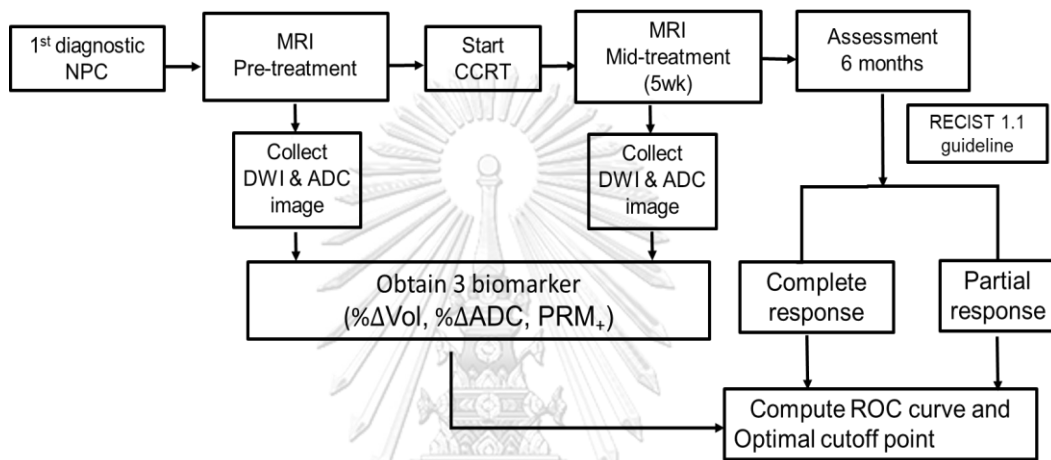 1st diagnostic
NPC
MRI
Pre-treatment
Start
CCRT
MRI
Mid-treatment
(5wk)
Assessment
6 months
RECIST 1.1
guideline
Collect
DWI & ADC
image
Collect
DWI & ADC
image
Obtain 3 biomarker
(%ΔVol, %ΔADC, PRM+)
Complete
response
Partial
response
Compute ROC curve and
Optimal cutoff point